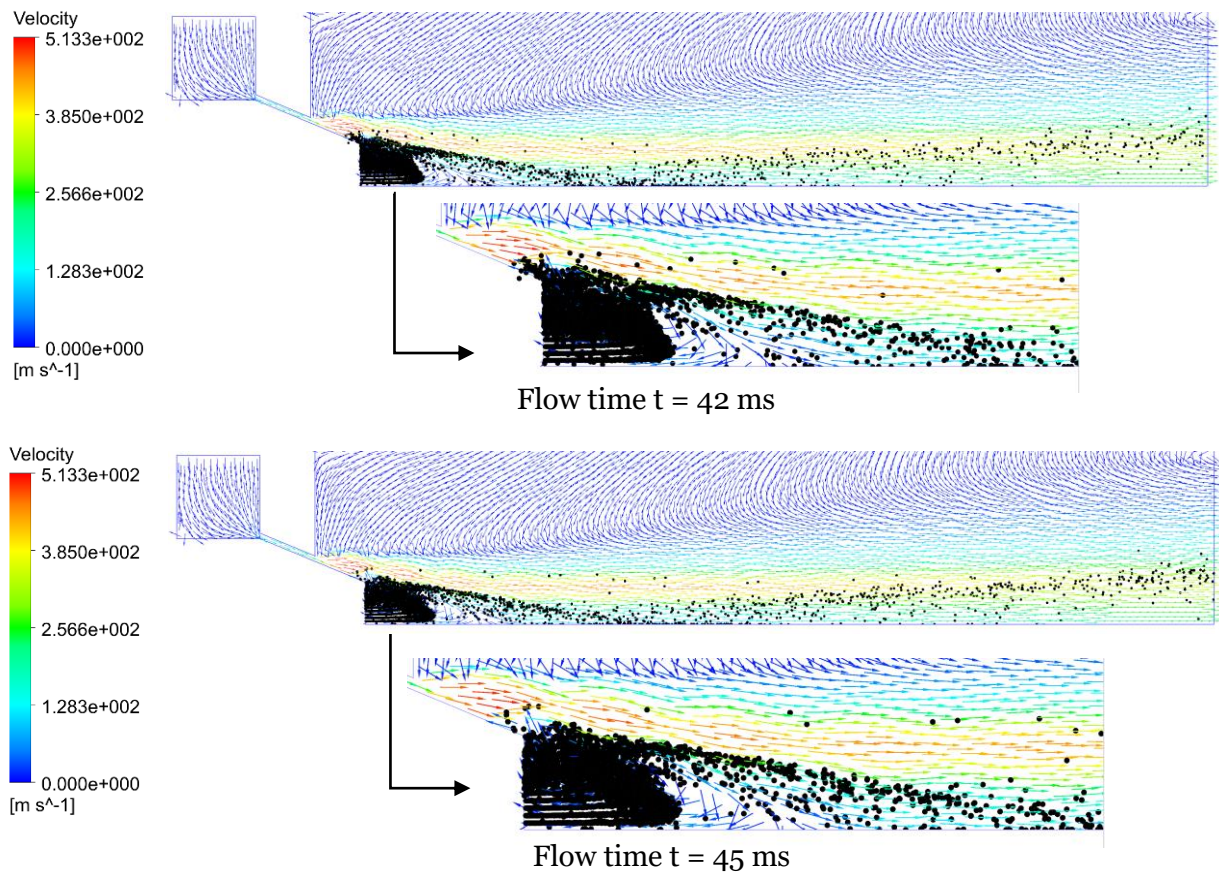 Velocity
5.133e+002
3.850e+002
2.566e+002
1.283e+002
0.000e+000
[m s^-1]
Flow time t = 42 ms
Velocity
5.133e+002
3.850e+002
2.566e+002
1.283e+002
0.000e+000
[m s^-1]
Flow time t = 45 ms